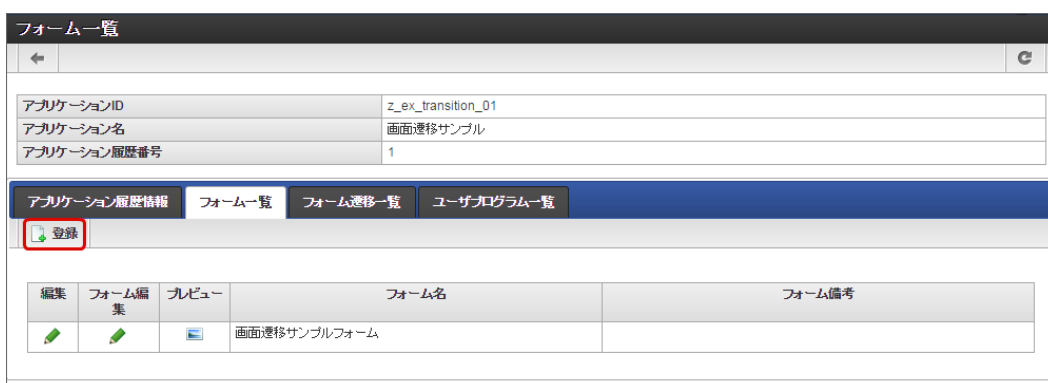 フォーム一覧
アプリケーションID z_ex_transition_01
アプリケーション名 画面遷移サンプル
アプリケーション履歴番号 1
アプリケーション履歴情報 フォーム一覧 フォーム遷移一覧 ユーザプログラム一覧
登録
編集 フォーム編集 プレビュー フォーム名 フォーム備考
画面遷移サンプルフォーム